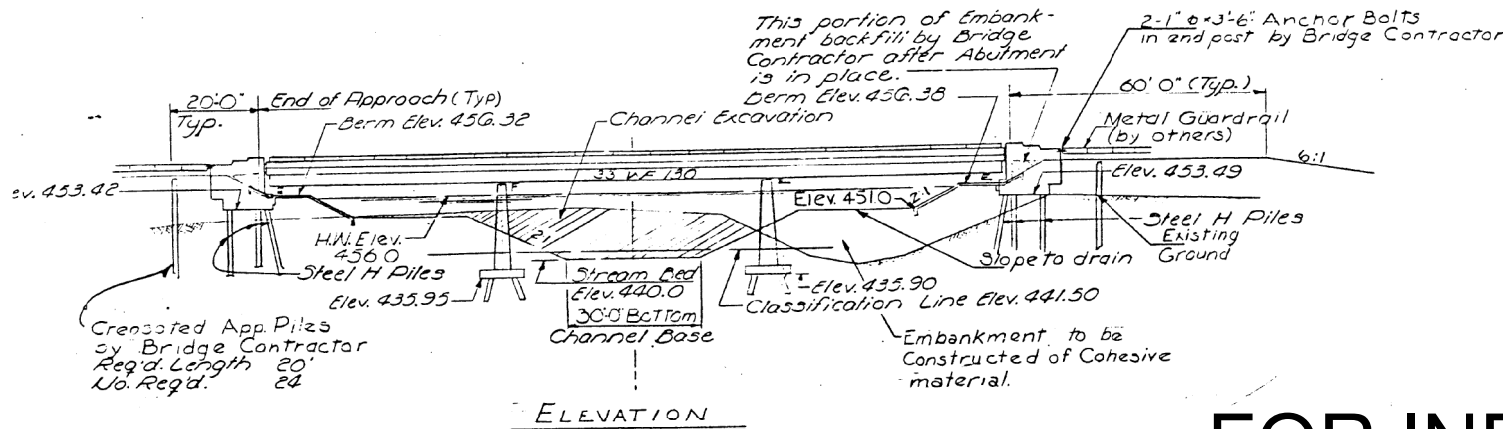 This portion of Embank-
ment backfill by Bridge
Contractor after Abutment
is in place.
Berm Elev. 456.38
2-1" ϕ×3'-6" Anchor Bolts
in end post by Bridge Contractor
20'-0"
Typ.
End of Approach (Typ)
Berm Elev. 456.32
Channel Excavation
60' 0" (Typ.)
Metal Guardrail
(by others)
6:1
Elev. 453.49
ev. 453.42
33 WF 130
Elev. 451.0
2:1
2:1
H.W. Elev.
456.0
Steel H Piles
Elev. 435.95
Stream Bed
Elev. 440.0
30'-0" Bottom
Channel Base
Elev. 435.90
Classification Line Elev. 441.50
Slope to drain
Steel H Piles
Existing
Ground
Creosoted App. Piles
by Bridge Contractor
Req'd. Length 20'
No. Req'd. 24
Embankment to be
Constructed of Cohesive
material.
ELEVATION
FOR INF